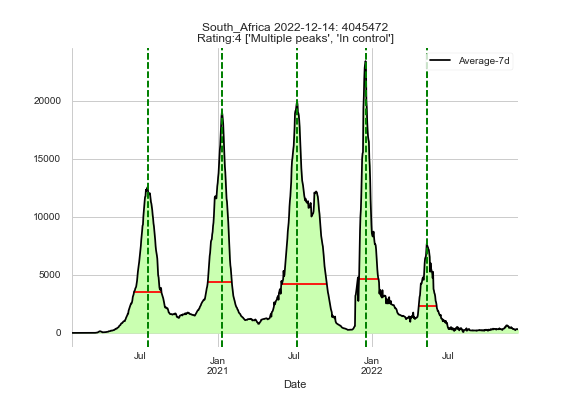 South_Africa 2022-12-14: 4045472
Rating:4 ['Multiple peaks', 'In control']
Average-7d
20000
15000
10000
5000
0
Jul
Jan
2021
Jul
Jan
2022
Jul
Date